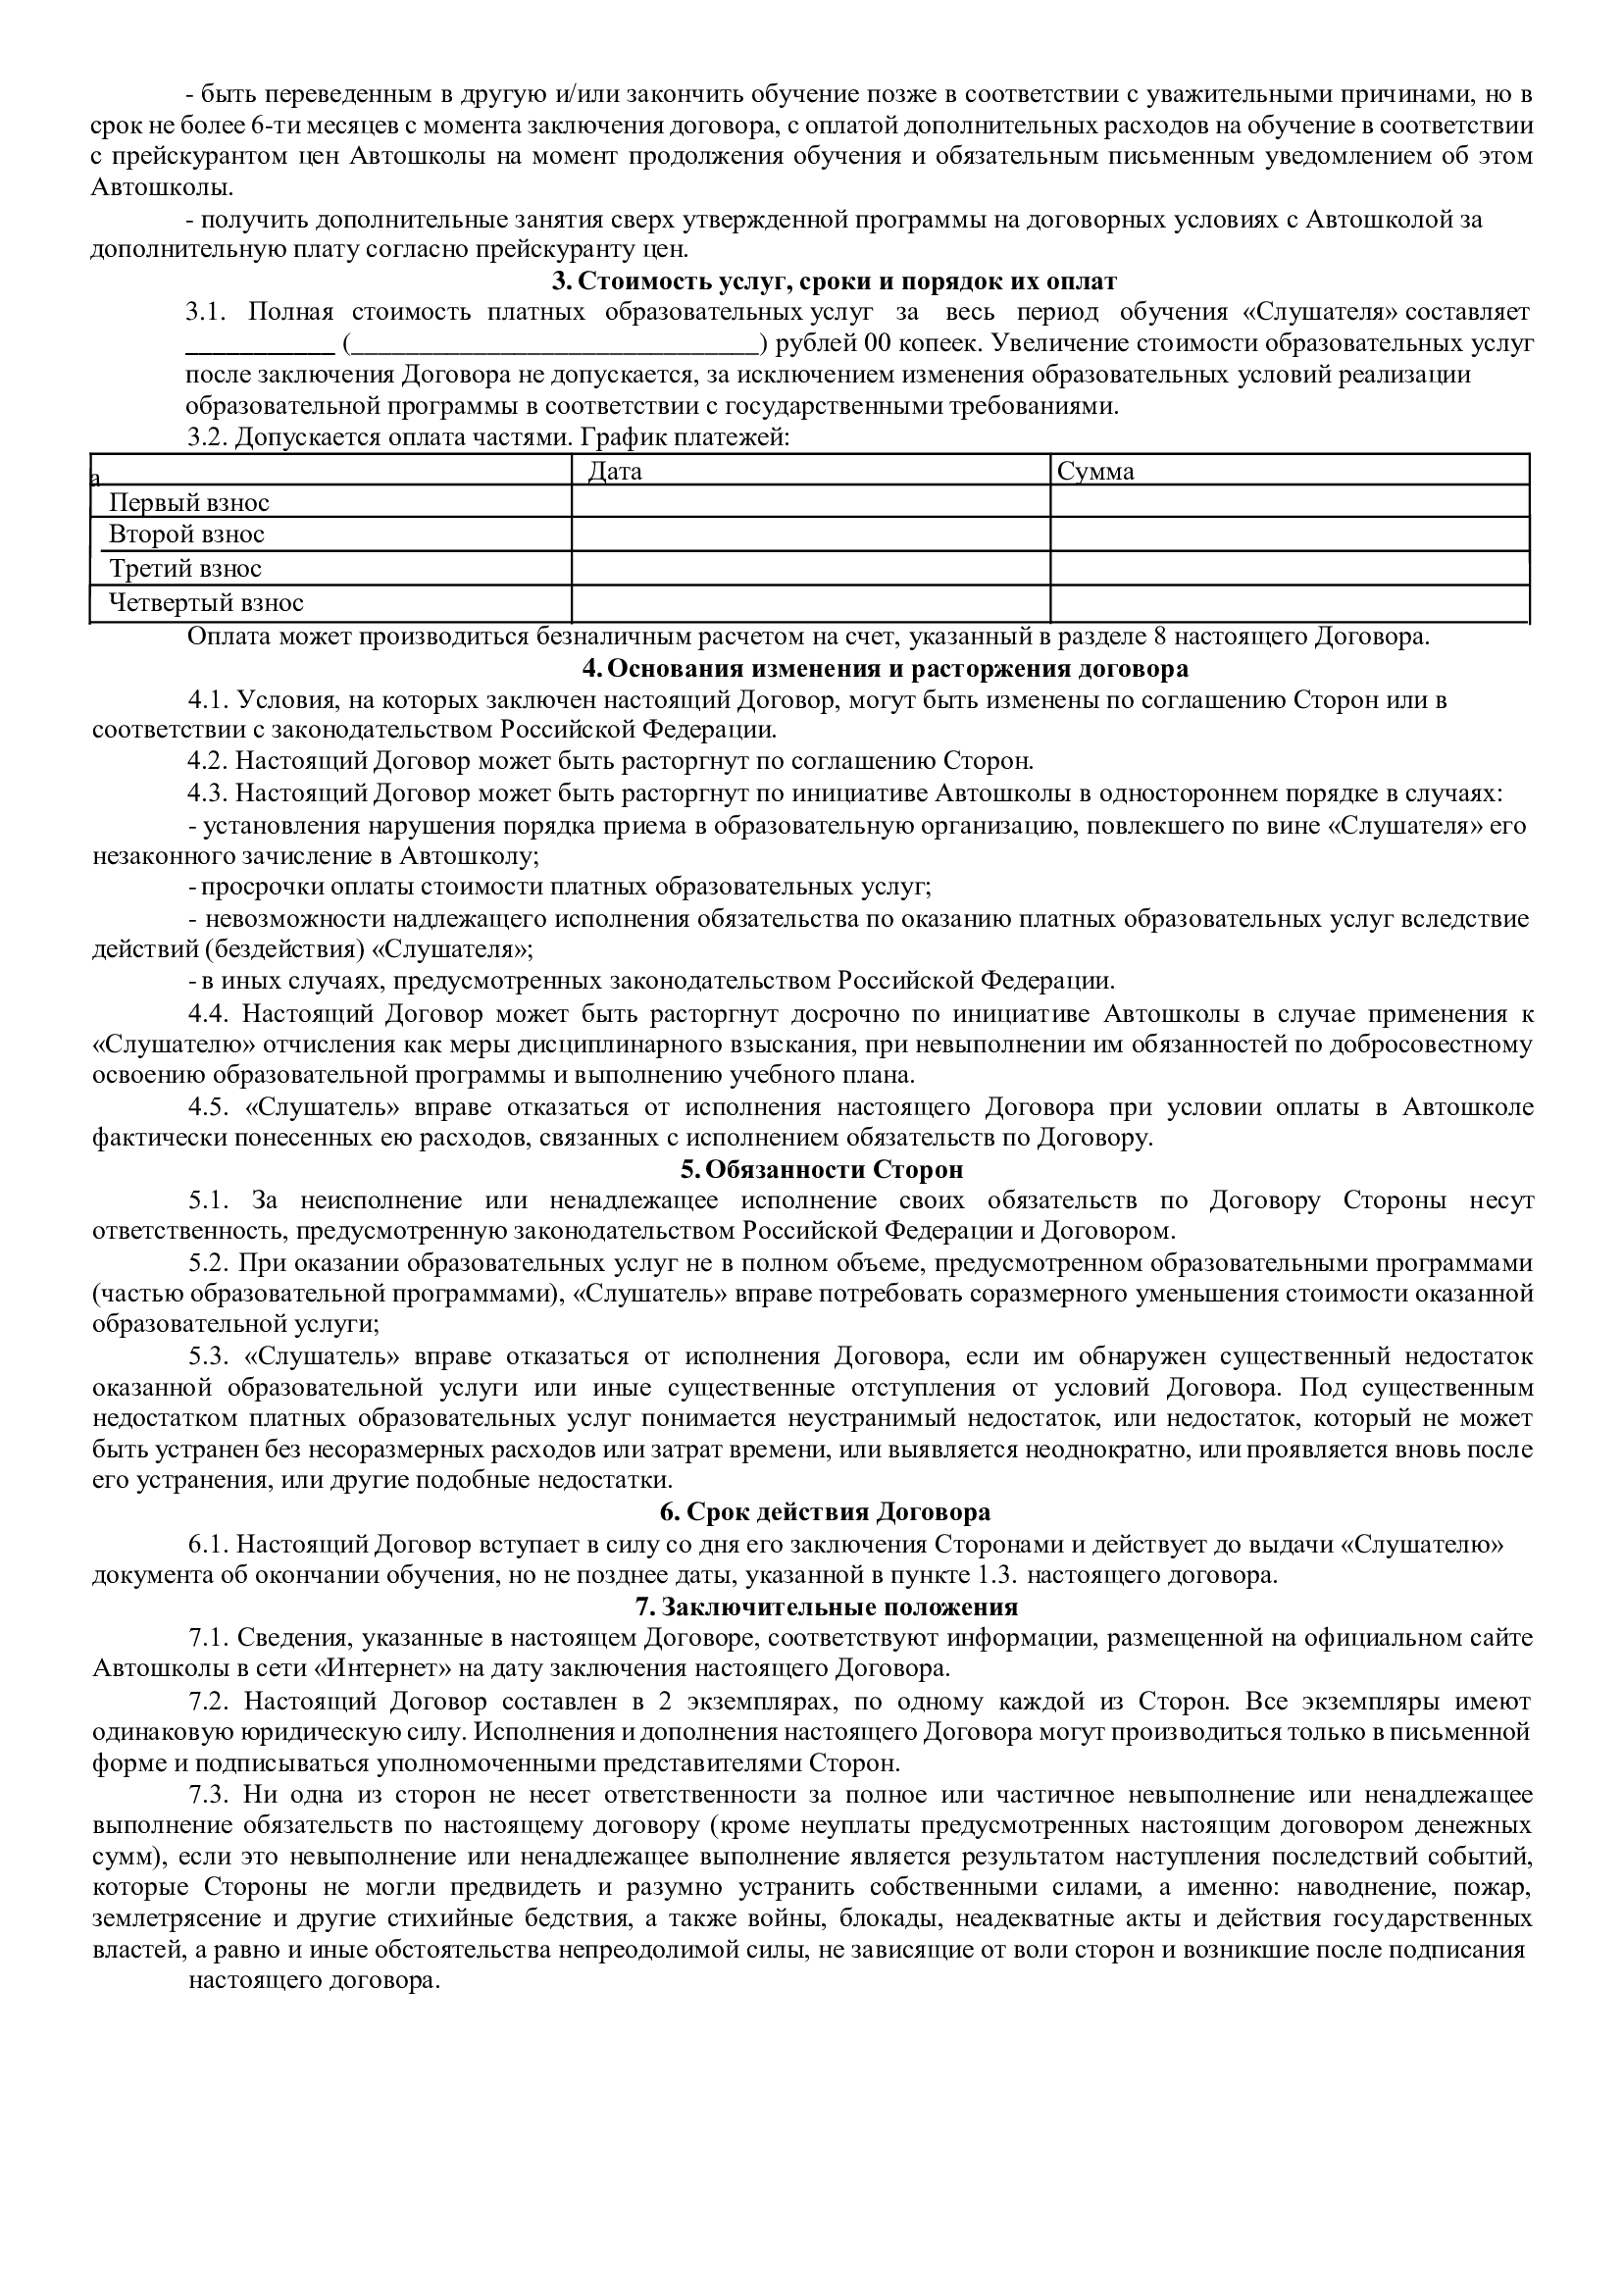 - быть переведенным в другую и/или закончить обучение позже в соответствии с уважительными причинами, но в
срок не более 6-ти месяцев с момента заключения договора, с оплатой дополнительных расходов на обучение в соответствии
с прейскурантом цен Автошколы на момент продолжения обучения и обязательным письменным уведомлением об этом
Автошколы.
- получить дополнительные занятия сверх утвержденной программы на договорных условиях с Автошколой за
дополнительную плату согласно прейскуранту цен.
3. Стоимость услуг, сроки и порядок их оплат
3.1. Полная стоимость платных образовательных услуг за весь период обучения «Слушателя» составляет
___________ (______________________________) рублей 00 копеек. Увеличение стоимости образовательных услуг
после заключения Договора не допускается, за исключением изменения образовательных условий реализации
образовательной программы в соответствии с государственными требованиями.
3.2. Допускается оплата частями. График платежей:
а Дата Сумма
Первый взнос
Второй взнос
Третий взнос
Четвертый взнос
Оплата может производиться безналичным расчетом на счет, указанный в разделе 8 настоящего Договора.
4. Основания изменения и расторжения договора
4.1. Условия, на которых заключен настоящий Договор, могут быть изменены по соглашению Сторон или в
соответствии с законодательством Российской Федерации.
4.2. Настоящий Договор может быть расторгнут по соглашению Сторон.
4.3. Настоящий Договор может быть расторгнут по инициативе Автошколы в одностороннем порядке в случаях:
- установления нарушения порядка приема в образовательную организацию, повлекшего по вине «Слушателя» его
незаконного зачисление в Автошколу;
- просрочки оплаты стоимости платных образовательных услуг;
- невозможности надлежащего исполнения обязательства по оказанию платных образовательных услуг вследствие
действий (бездействия) «Слушателя»;
- в иных случаях, предусмотренных законодательством Российской Федерации.
4.4. Настоящий Договор может быть расторгнут досрочно по инициативе Автошколы в случае применения к
«Слушателю» отчисления как меры дисциплинарного взыскания, при невыполнении им обязанностей по добросовестному
освоению образовательной программы и выполнению учебного плана.
4.5. «Слушатель» вправе отказаться от исполнения настоящего Договора при условии оплаты в Автошколе
фактически понесенных ею расходов, связанных с исполнением обязательств по Договору.
5. Обязанности Сторон
5.1. За неисполнение или ненадлежащее исполнение своих обязательств по Договору Стороны несут
ответственность, предусмотренную законодательством Российской Федерации и Договором.
5.2. При оказании образовательных услуг не в полном объеме, предусмотренном образовательными программами
(частью образовательной программами), «Слушатель» вправе потребовать соразмерного уменьшения стоимости оказанной
образовательной услуги;
5.3. «Слушатель» вправе отказаться от исполнения Договора, если им обнаружен существенный недостаток
оказанной образовательной услуги или иные существенные отступления от условий Договора. Под существенным
недостатком платных образовательных услуг понимается неустранимый недостаток, или недостаток, который не может
быть устранен без несоразмерных расходов или затрат времени, или выявляется неоднократно, или проявляется вновь после
его устранения, или другие подобные недостатки.
6. Срок действия Договора
6.1. Настоящий Договор вступает в силу со дня его заключения Сторонами и действует до выдачи «Слушателю»
документа об окончании обучения, но не позднее даты, указанной в пункте 1.3. настоящего договора.
7. Заключительные положения
7.1. Сведения, указанные в настоящем Договоре, соответствуют информации, размещенной на официальном сайте
Автошколы в сети «Интернет» на дату заключения настоящего Договора.
7.2. Настоящий Договор составлен в 2 экземплярах, по одному каждой из Сторон. Все экземпляры имеют
одинаковую юридическую силу. Исполнения и дополнения настоящего Договора могут производиться только в письменной
форме и подписываться уполномоченными представителями Сторон.
7.3. Ни одна из сторон не несет ответственности за полное или частичное невыполнение или ненадлежащее
выполнение обязательств по настоящему договору (кроме неуплаты предусмотренных настоящим договором денежных
сумм), если это невыполнение или ненадлежащее выполнение является результатом наступления последствий событий,
которые Стороны не могли предвидеть и разумно устранить собственными силами, а именно: наводнение, пожар,
землетрясение и другие стихийные бедствия, а также войны, блокады, неадекватные акты и действия государственных
властей, а равно и иные обстоятельства непреодолимой силы, не зависящие от воли сторон и возникшие после подписания
настоящего договора.